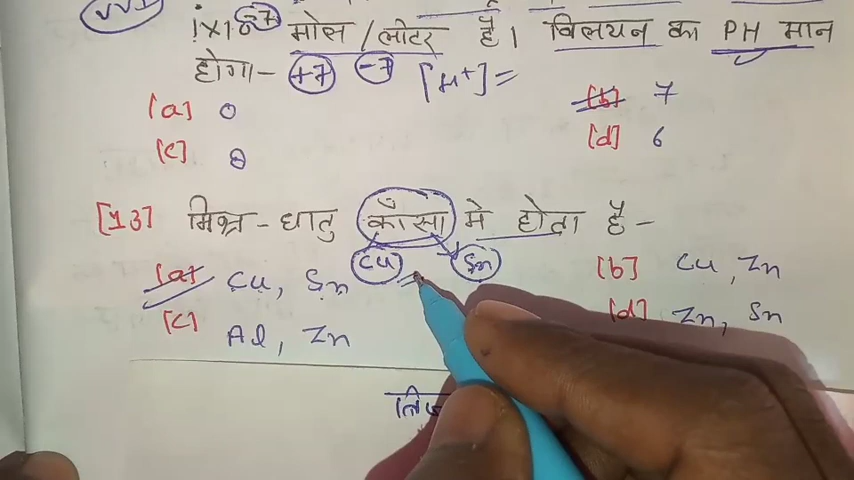 VVI
1×10⁻⁷ मोल / लीटर है। विलयन का PH मान
होगा- +7 -7 [H+]=
[a] 0 [b] 7
[c] 8 [d] 6
[13] मिश्र-धातु काँसा मे होता है-
Cu Sn
[a] Cu, Sn [b] Cu, Zn
[c] Al, Zn [d] Zn, Sn